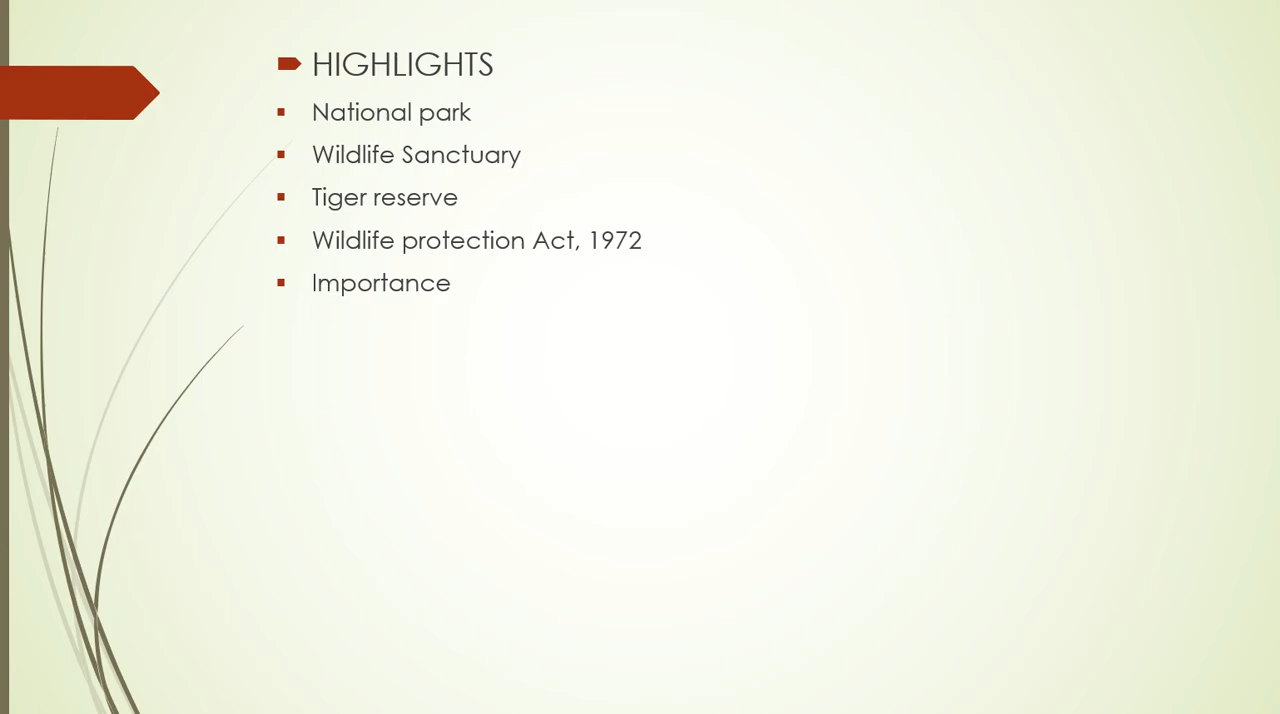 HIGHLIGHTS
National park
Wildlife Sanctuary
Tiger reserve
Wildlife protection Act, 1972
Importance